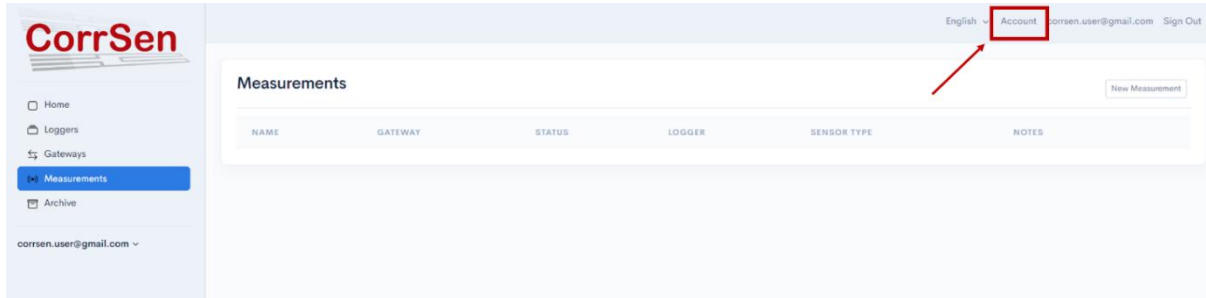 CorrSen
English Account corrsen.user@gmail.com Sign Out
Measurements
New Measurement
NAME GATEWAY STATUS LOGGER SENSOR TYPE NOTES
Home
Loggers
Gateways
Measurements
Archive
corrsen.user@gmail.com